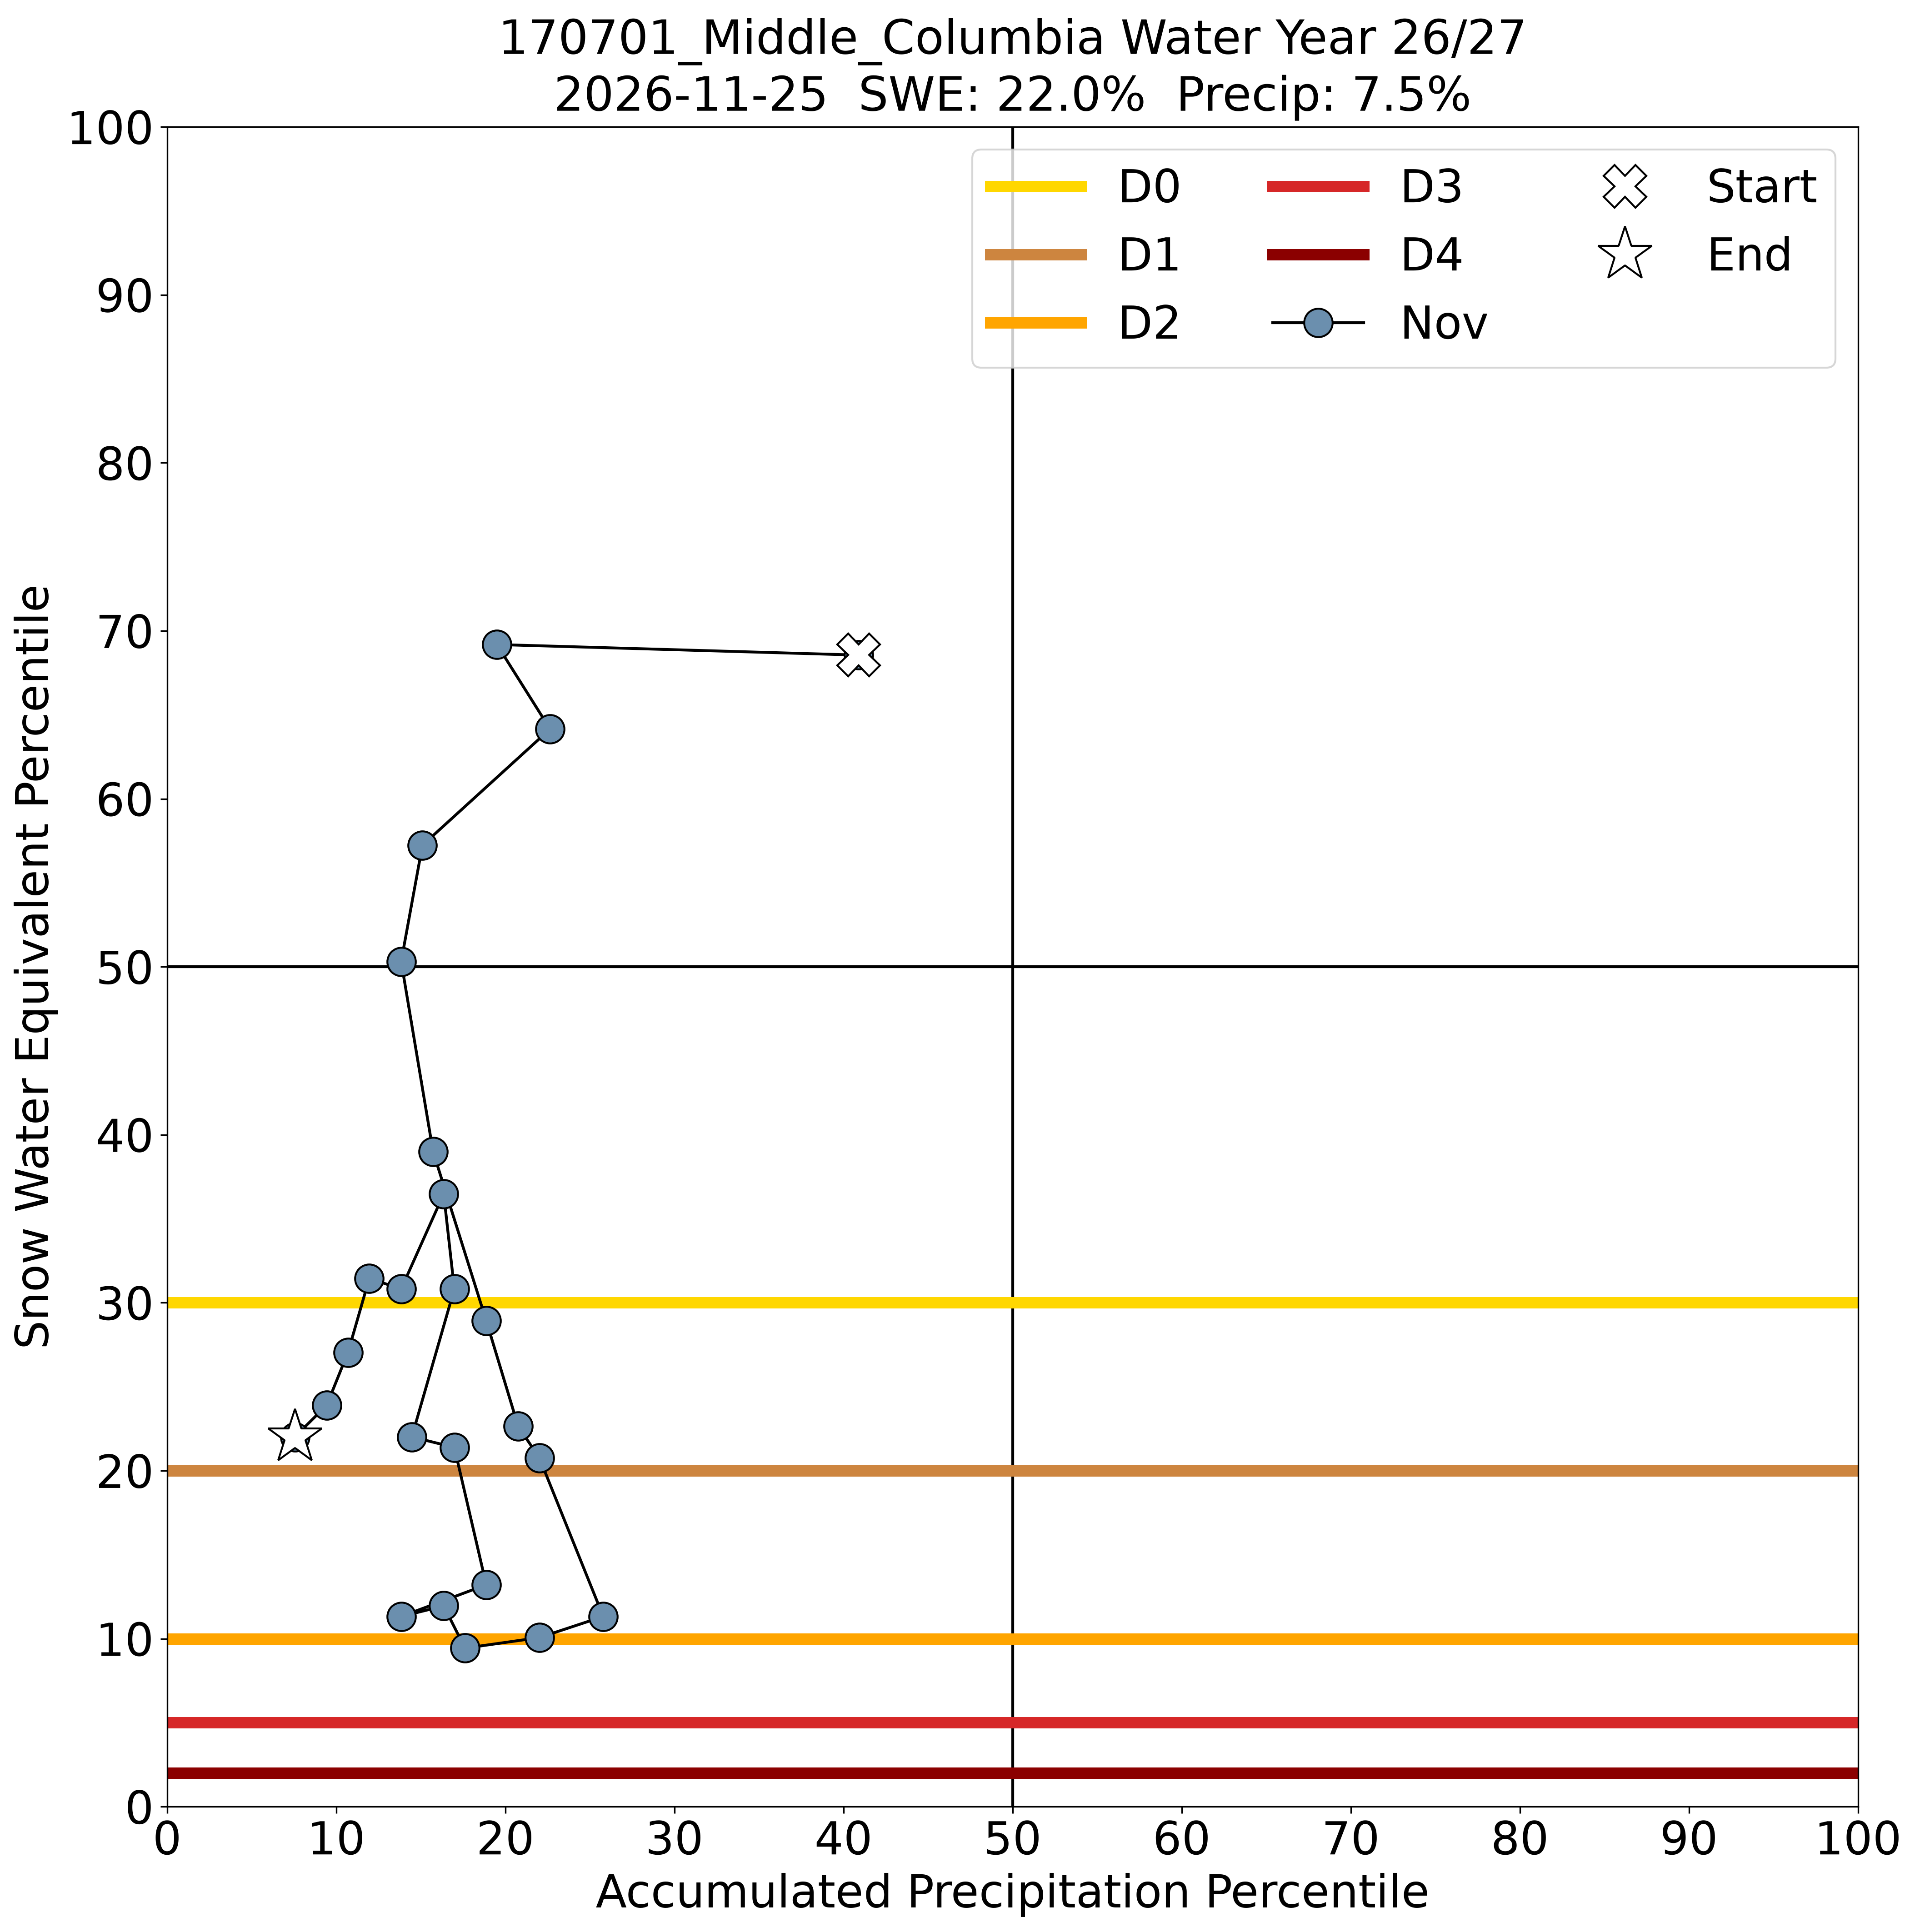 170701_Middle_Columbia Water Year 26/27
2026-11-25 SWE: 22.0% Precip: 7.5%
D0
D1
D2
D3
D4
Nov
Start
End
100
90
80
70
60
50
40
30
20
10
0
Snow Water Equivalent Percentile
0 10 20 30 40 50 60 70 80 90 100
Accumulated Precipitation Percentile